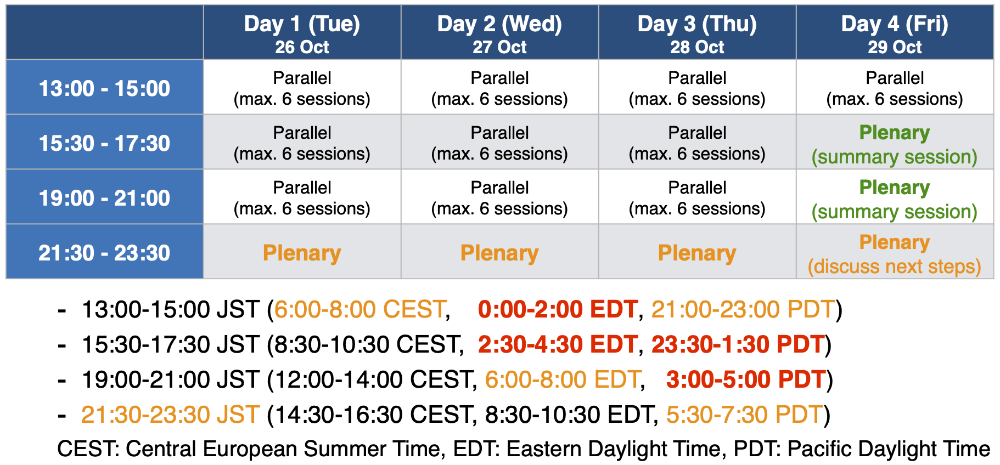 Day 1 (Tue) Day 2 (Wed) Day 3 (Thu) Day 4 (Fri)
26 Oct 27 Oct 28 Oct 29 Oct
13:00 - 15:00
Parallel
(max. 6 sessions)
Parallel
(max. 6 sessions)
Parallel
(max. 6 sessions)
Parallel
(max. 6 sessions)
15:30 - 17:30
Parallel
(max. 6 sessions)
Parallel
(max. 6 sessions)
Parallel
(max. 6 sessions)
Plenary
(summary session)
19:00 - 21:00
Parallel
(max. 6 sessions)
Parallel
(max. 6 sessions)
Parallel
(max. 6 sessions)
Plenary
(summary session)
21:30 - 23:30
Plenary
Plenary
Plenary
Plenary
(discuss next steps)
- 13:00-15:00 JST (6:00-8:00 CEST, 0:00-2:00 EDT, 21:00-23:00 PDT)
- 15:30-17:30 JST (8:30-10:30 CEST, 2:30-4:30 EDT, 23:30-1:30 PDT)
- 19:00-21:00 JST (12:00-14:00 CEST, 6:00-8:00 EDT, 3:00-5:00 PDT)
- 21:30-23:30 JST (14:30-16:30 CEST, 8:30-10:30 EDT, 5:30-7:30 PDT)
CEST: Central European Summer Time, EDT: Eastern Daylight Time, PDT: Pacific Daylight Time